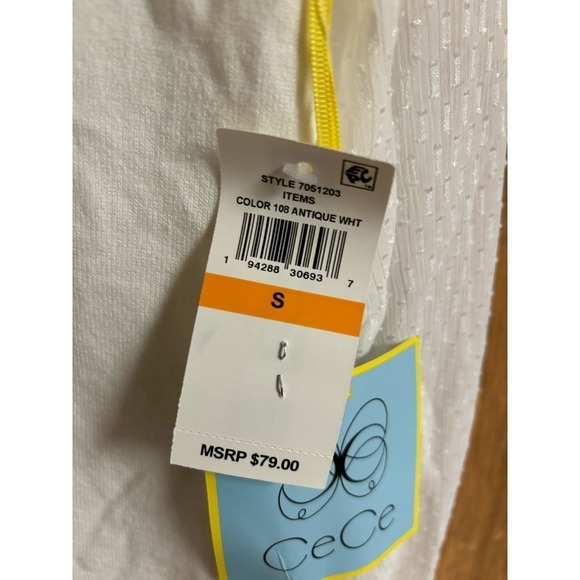 STYLE 7051203
ITEMS
COLOR 108 ANTIQUE WHT
1 94288 30693 7
S
MSRP $79.00
CeCe